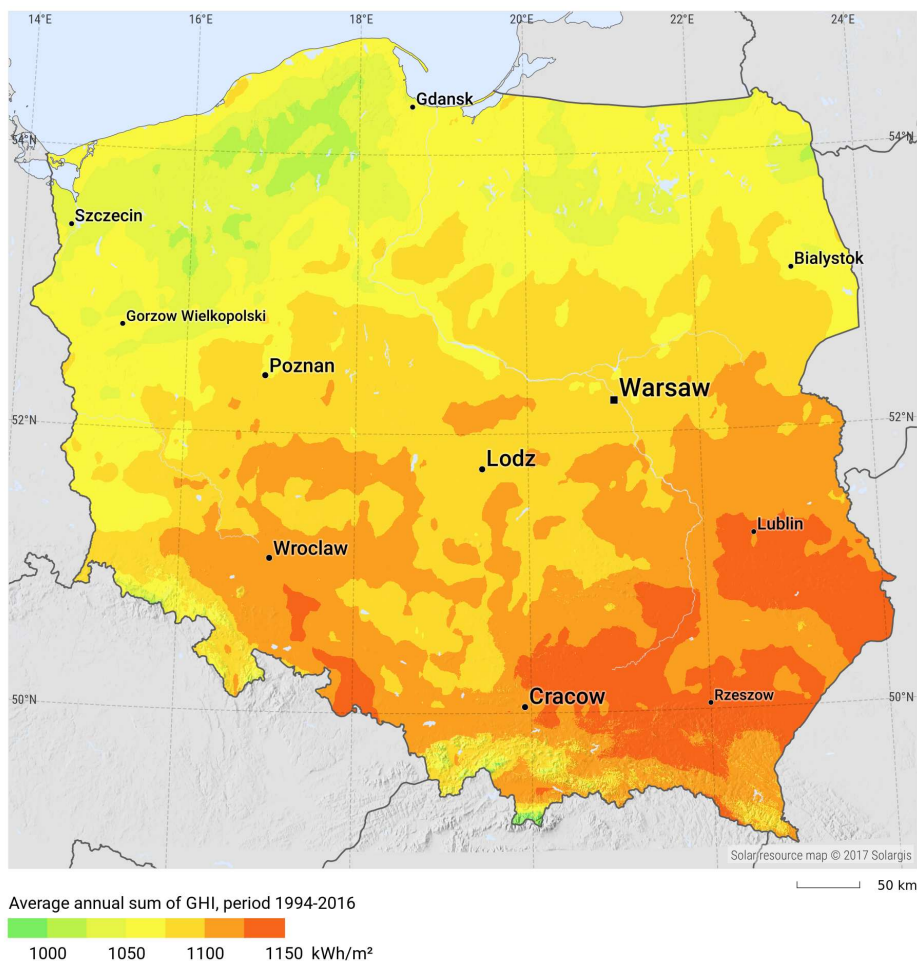 14°E 16°E 18°E 20°E 22°E 24°E
Gdansk
54°N 54°N
Szczecin
Bialystok
Gorzow Wielkopolski
Poznan
Warsaw
52°N 52°N
Lodz
Lublin
Wroclaw
50°N Cracow Rzeszow 50°N
Solar resource map © 2017 Solargis
50 km
Average annual sum of GHI, period 1994-2016
1000 1050 1100 1150 kWh/m²